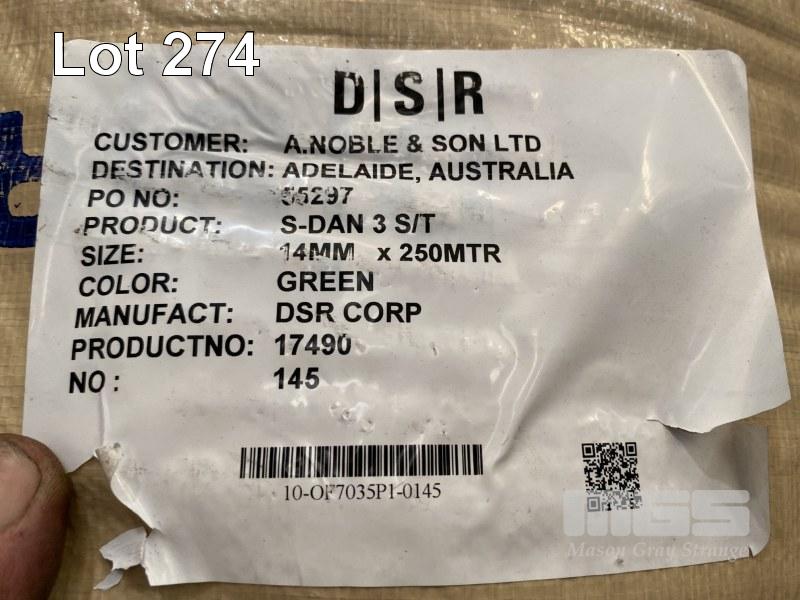 Lot 274
D|S|R
CUSTOMER: A.NOBLE & SON LTD
DESTINATION: ADELAIDE, AUSTRALIA
PO NO: 55297
PRODUCT: S-DAN 3 S/T
SIZE: 14MM x 250MTR
COLOR: GREEN
MANUFACT: DSR CORP
PRODUCTNO: 17490
NO : 145
10-OF7035P1-0145
MGS
Mason Gray Strange